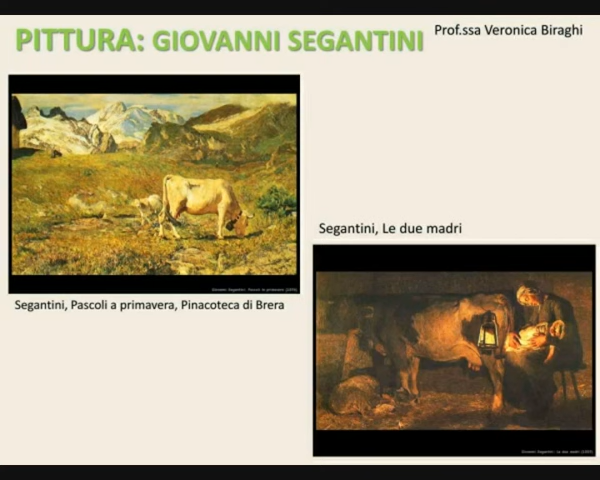 PITTURA: GIOVANNI SEGANTINI
Prof.ssa Veronica Biraghi
Segantini, Pascoli a primavera, Pinacoteca di Brera
Segantini, Le due madri